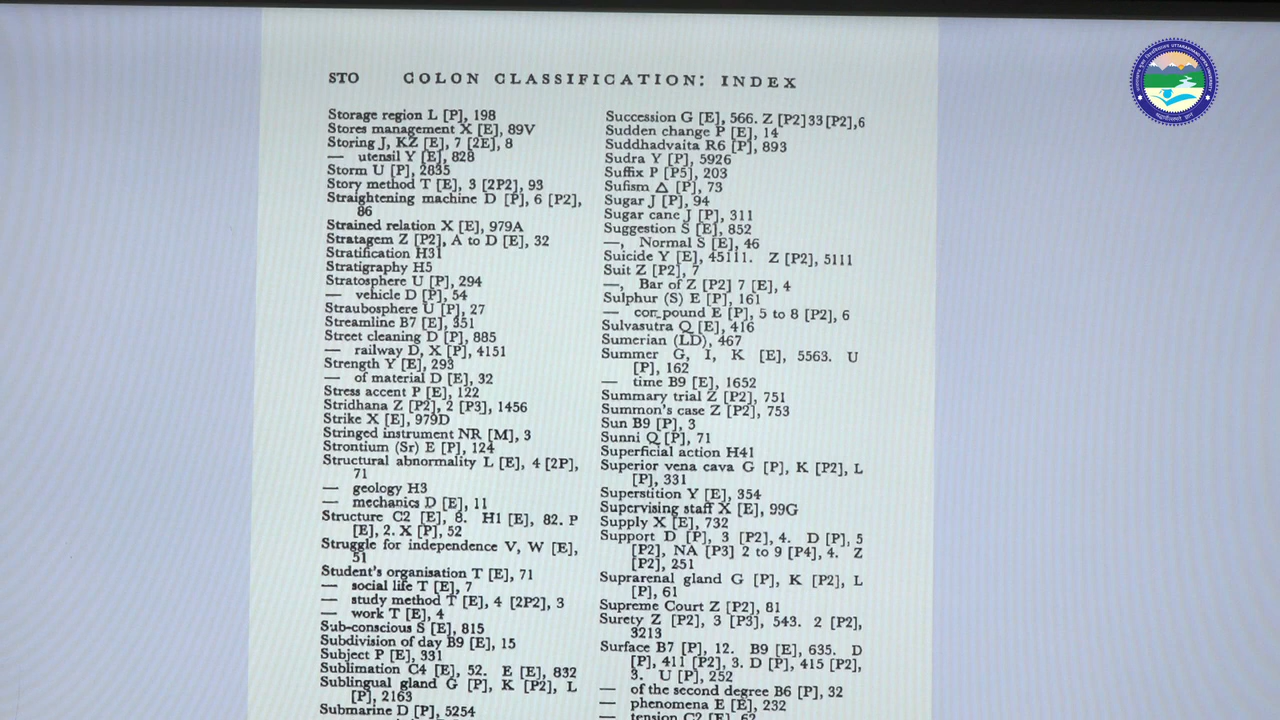 STO COLON CLASSIFICATION: INDEX
Storage region L [P], 198
Stores management X [E], 89V
Storing J, KZ [E], 7 [2E], 8
— utensil Y [E], 828
Storm U [P], 2835
Story method T [E], 3 [2P2], 93
Straightening machine D [P], 6 [P2],
86
Strained relation X [E], 979A
Stratagem Z [P2], A to D [E], 32
Stratification H31
Stratigraphy H5
Stratosphere U [P], 294
— vehicle D [P], 54
Straubosphere U [P], 27
Streamline B7 [E], 351
Street cleaning D [P], 885
— railway D, X [P], 4151
Strength Y [E], 293
— of material D [E], 32
Stress accent P [E], 122
Stridhana Z [P2], 2 [P3], 1456
Strike X [E], 979D
Stringed instrument NR [M], 3
Strontium (Sr) E [P], 124
Structural abnormality L [E], 4 [2P],
71
— geology H3
— mechanics D [E], 11
Structure C2 [E], 8. H1 [E], 82. P
[E], 2. X [P], 52
Struggle for independence V, W [E],
51
Student's organisation T [E], 71
— social life T [E], 7
— study method T [E], 4 [2P2], 3
— work T [E], 4
Sub-conscious S [E], 815
Subdivision of day B9 [E], 15
Subject P [E], 331
Sublimation C4 [E], 52. E [E], 832
Sublingual gland G [P], K [P2], L
[P], 2163
Submarine D [P], 5254
Succession G [E], 566. Z [P2]33[P2],6
Sudden change P [E], 14
Suddhadvaita R6 [P], 893
Sudra Y [P], 5926
Suffix P [P5], 203
Sufism △ [P], 73
Sugar J [P], 94
Sugar cane J [P], 311
Suggestion S [E], 852
—, Normal S [E], 46
Suicide Y [E], 45111. Z [P2], 5111
Suit Z [P2], 7
—, Bar of Z [P2] 7 [E], 4
Sulphur (S) E [P], 161
— compound E [P], 5 to 8 [P2], 6
Sulvasutra Q [E], 416
Sumerian (LD), 467
Summer G, I, K [E], 5563. U
[P], 162
— time B9 [E], 1652
Summary trial Z [P2], 751
Summon's case Z [P2], 753
Sun B9 [P], 3
Sunni Q [P], 71
Superficial action H41
Superior vena cava G [P], K [P2], L
[P], 331
Superstition Y [E], 354
Supervising staff X [E], 99G
Supply X [E], 732
Support D [P], 3 [P2], 4. D [P], 5
[P2], NA [P3] 2 to 9 [P4], 4. Z
[P2], 251
Suprarenal gland G [P], K [P2], L
[P], 61
Supreme Court Z [P2], 81
Surety Z [P2], 3 [P3], 543. 2 [P2],
3213
Surface B7 [P], 12. B9 [E], 635. D
[P], 411 [P2], 3. D [P], 415 [P2],
3. U [P], 252
— of the second degree B6 [P], 32
— phenomena E [E], 232
— tension C2 [E], 62